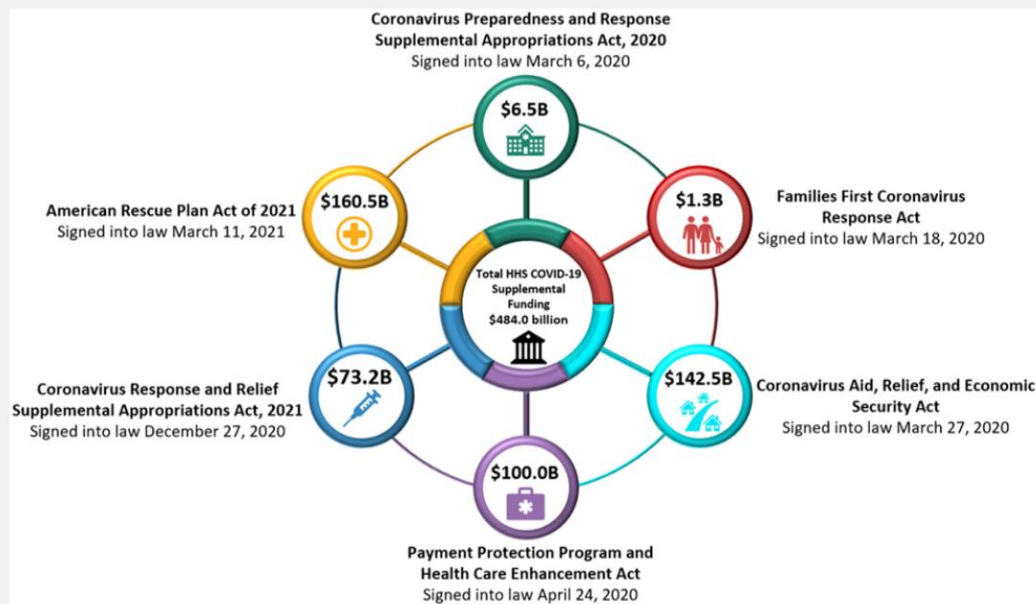 Coronavirus Preparedness and Response
Supplemental Appropriations Act, 2020
Signed into law March 6, 2020
$6.5B
$160.5B
American Rescue Plan Act of 2021
Signed into law March 11, 2021
$1.3B
Families First Coronavirus
Response Act
Signed into law March 18, 2020
Total HHS COVID-19
Supplemental
Funding
$484.0 billion
$73.2B
Coronavirus Response and Relief
Supplemental Appropriations Act, 2021
Signed into law December 27, 2020
$142.5B
Coronavirus Aid, Relief, and Economic
Security Act
Signed into law March 27, 2020
$100.0B
Payment Protection Program and
Health Care Enhancement Act
Signed into law April 24, 2020